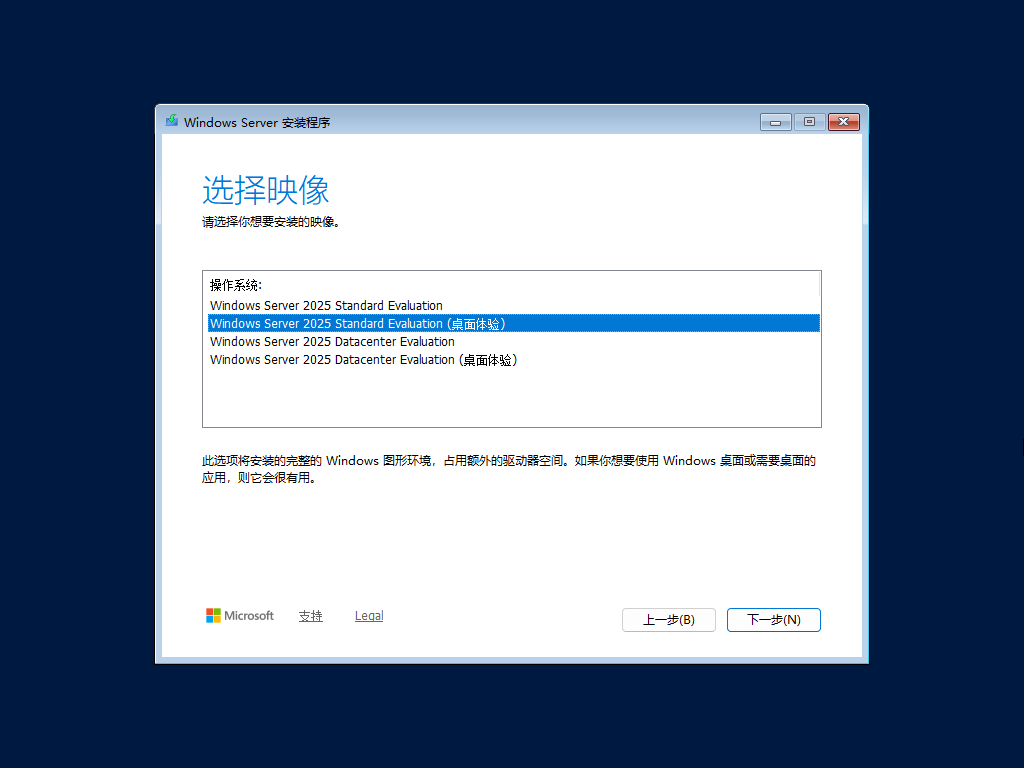 Windows Server 安装程序
选择映像
请选择你想要安装的映像。
操作系统:
Windows Server 2025 Standard Evaluation
Windows Server 2025 Standard Evaluation (桌面体验)
Windows Server 2025 Datacenter Evaluation
Windows Server 2025 Datacenter Evaluation (桌面体验)
此选项将安装的完整的 Windows 图形环境，占用额外的驱动器空间。如果你想要使用 Windows 桌面或需要桌面的
应用，则它会很有用。
Microsoft 支持 Legal 上一步(B) 下一步(N)